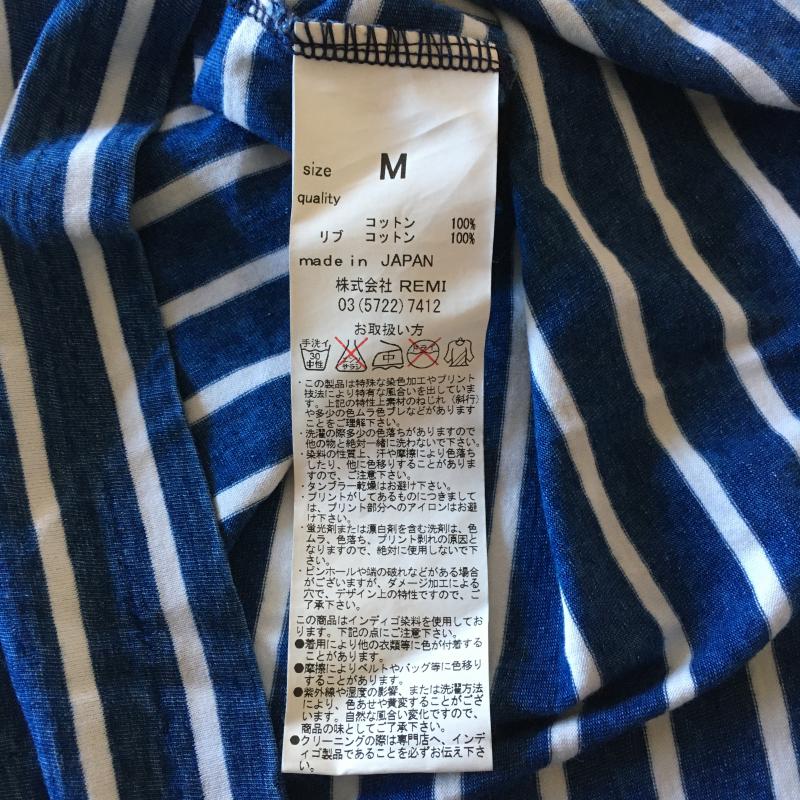 size M
quality
コットン 100%
リブ コットン 100%
made in JAPAN
株式会社 REMI
03(5722)7412
お取扱い方
手洗イ
30
中性
エンソ
サラシ
中
ドライ
・この製品は特殊な染色加工やプリント
技法により特有な風合いを出していま
す。上記の特性上素材のねじれ（斜行）
や多少の色ムラ色ブレなどがあります
ことをご理解下さい。
・洗濯の際多少の色落ちがありますので
他の物と絶対一緒に洗わないで下さい。
・染料の性質上、汗や摩擦により色落ち
したり、他に色移りすることがありま
すので、ご注意下さい。
・タンブラー乾燥はお避け下さい。
・プリントがしてあるものにつきまして
は、プリント部分へのアイロンはお避
け下さい。
・蛍光剤または漂白剤を含む洗剤は、色
ムラ、色落ち、プリント剥れの原因と
なりますので、絶対に使用しないで下
さい。
・ピンホールや端の破れなどがある場合
がございますが、ダメージ加工による
穴で、デザイン上の特性ですので、ご
了承下さい。
この商品はインディゴ染料を使用してお
ります。下記の点にご注意下さい。
●着用により他の衣類等に色が付着する
ことがあります。
●摩擦によりベルトやバッグ等に色移り
することがあります。
●紫外線や湿度の影響、または洗濯方法
により、色あせや黄変することがござ
います。自然な風合い変化ですので、
商品の味としてご了承下さい。
●クリーニングの際は専門店へ、インデ
ィゴ製品であることを必ずお伝え下さ
い。